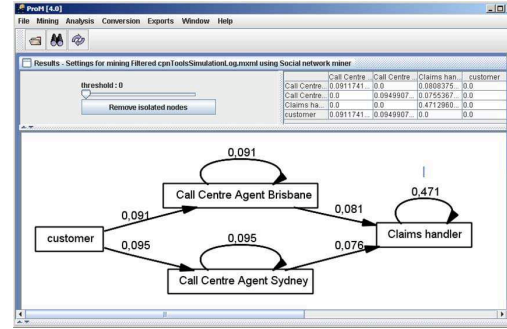 ProM [4.0]
File Mining Analysis Conversion Exports Window Help
Results - Settings for mining Filtered cpnToolsSimulationLog.mxml using Social network miner
threshold : 0
Remove isolated nodes
Call Centre ... Call Centre ... Claims han... customer
Call Centre... 0.0911741... 0.0 0.0808375... 0.0
Call Centre... 0.0 0.0949907... 0.0755367... 0.0
Claims ha... 0.0 0.0 0.4712960... 0.0
customer 0.0911741... 0.0949907... 0.0 0.0
0,091
Call Centre Agent Brisbane
0,471
0,091
0,081
customer
Claims handler
0,095
0,095
0,076
Call Centre Agent Sydney